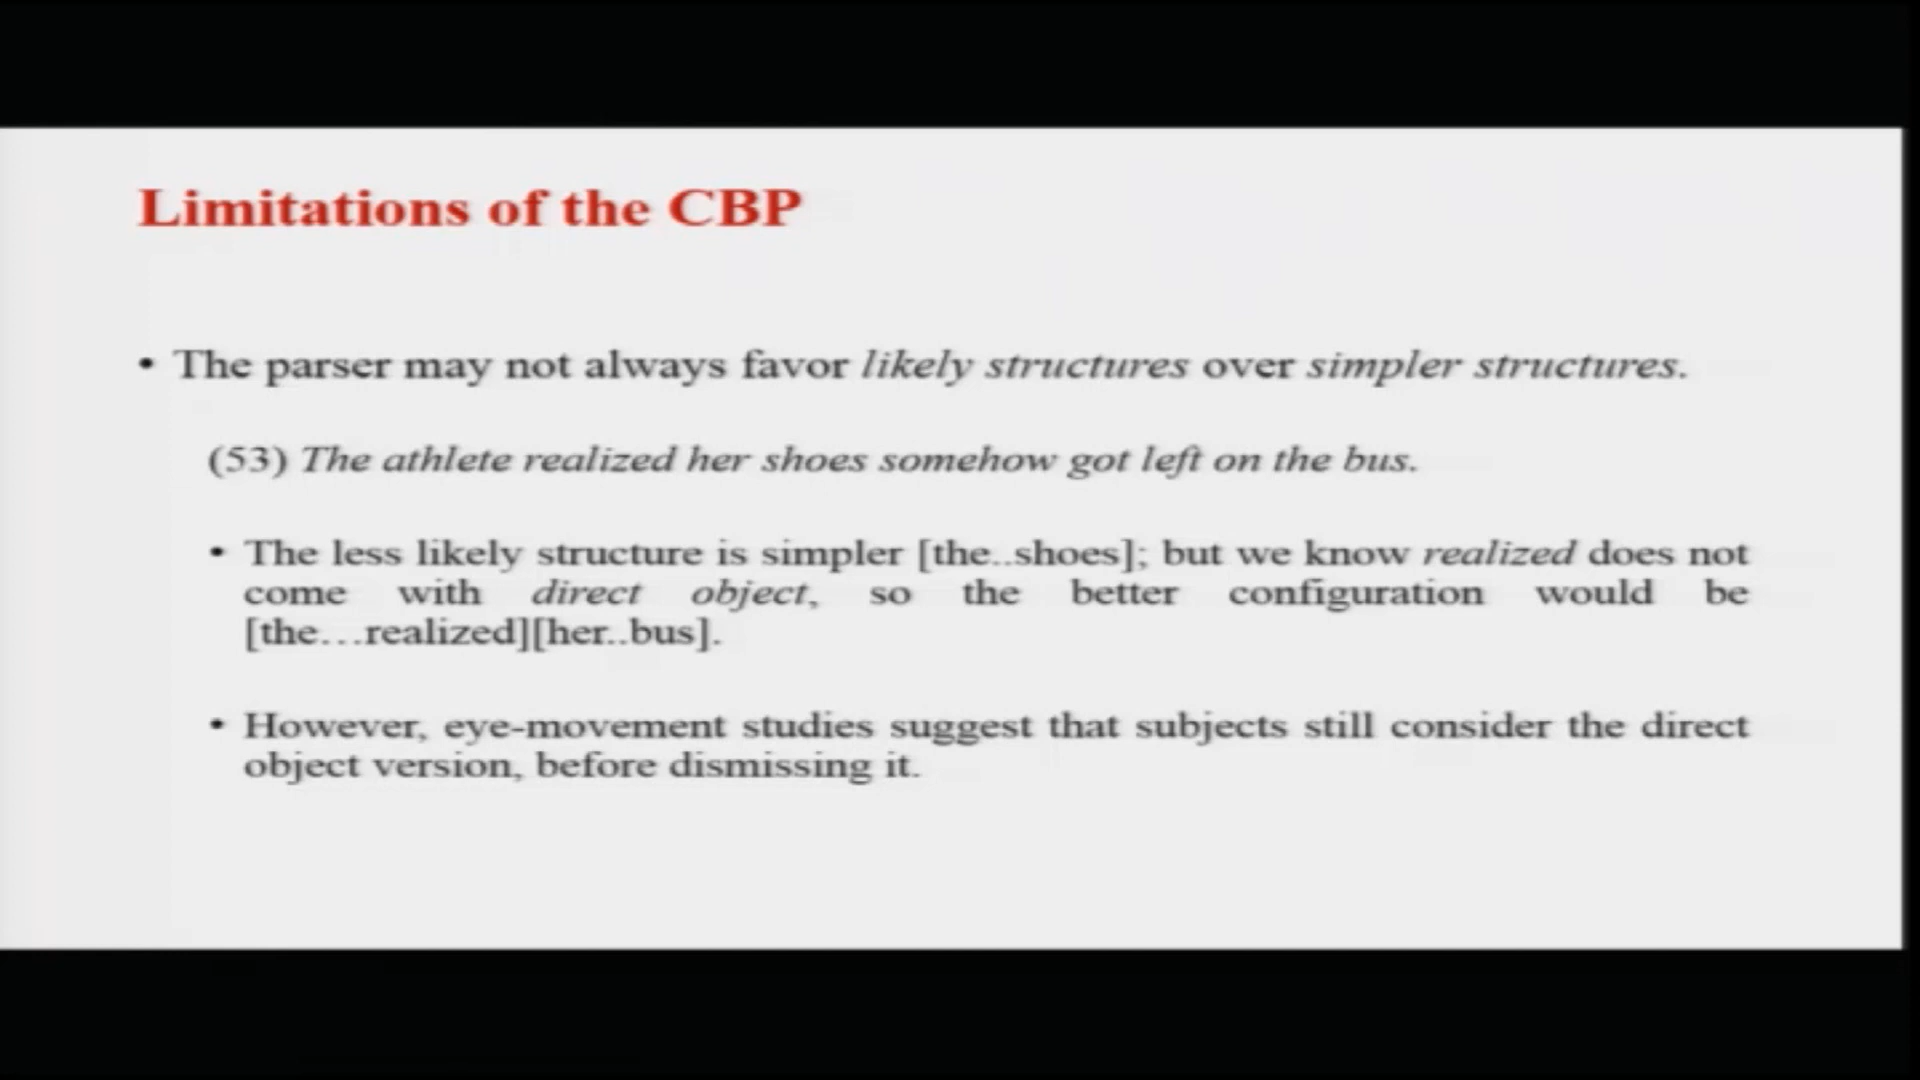 Limitations of the CBP
• The parser may not always favor likely structures over simpler structures.
(53) The athlete realized her shoes somehow got left on the bus.
• The less likely structure is simpler [the..shoes]; but we know realized does not
come with direct object, so the better configuration would be
[the…realized][her..bus].
• However, eye-movement studies suggest that subjects still consider the direct
object version, before dismissing it.